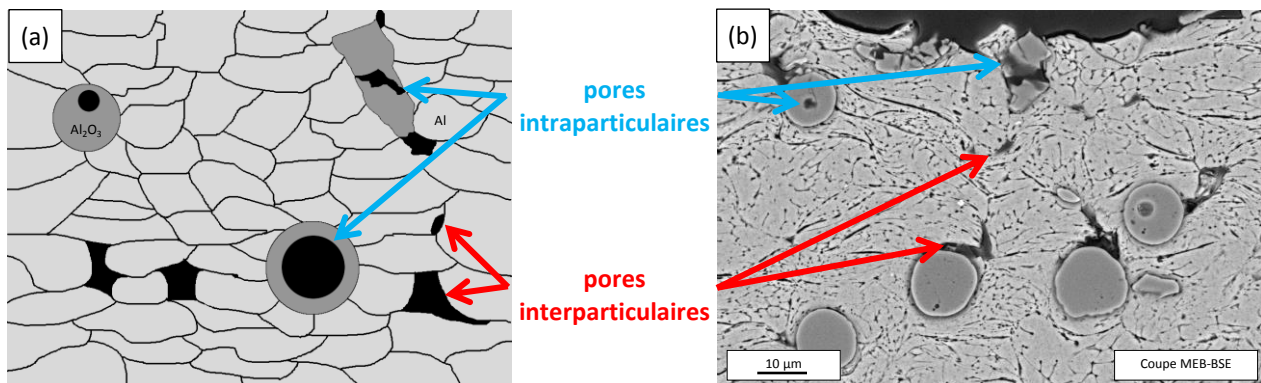 (a)
Al₂O₃
Al
pores
intraparticulaires
pores
interparticulaires
(b)
10 µm
Coupe MEB-BSE